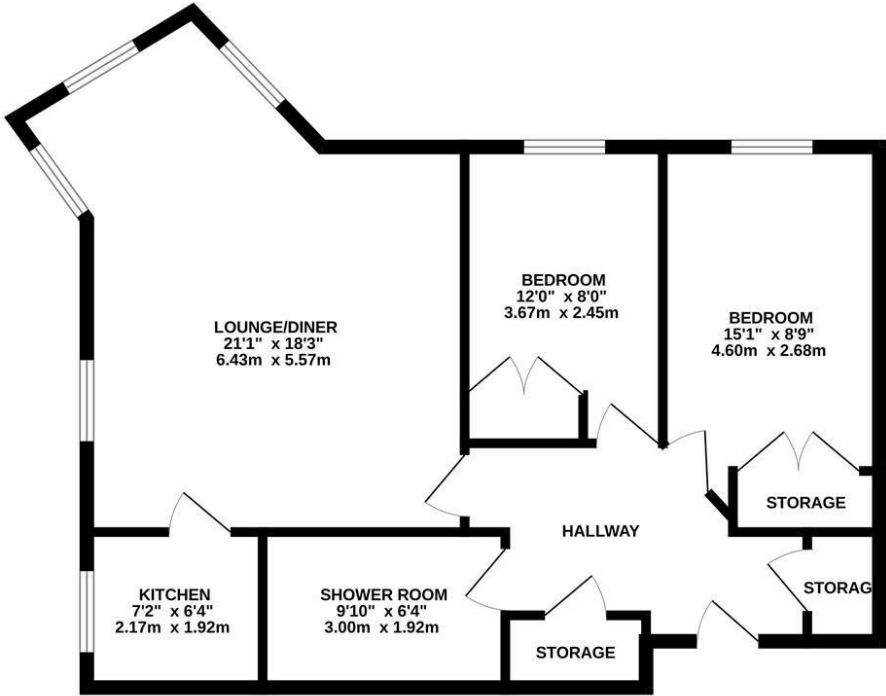 LOUNGE/DINER
21'1" x 18'3"
6.43m x 5.57m
BEDROOM
12'0" x 8'0"
3.67m x 2.45m
BEDROOM
15'1" x 8'9"
4.60m x 2.68m
STORAGE
HALLWAY
KITCHEN
7'2" x 6'4"
2.17m x 1.92m
SHOWER ROOM
9'10" x 6'4"
3.00m x 1.92m
STORAG
STORAGE